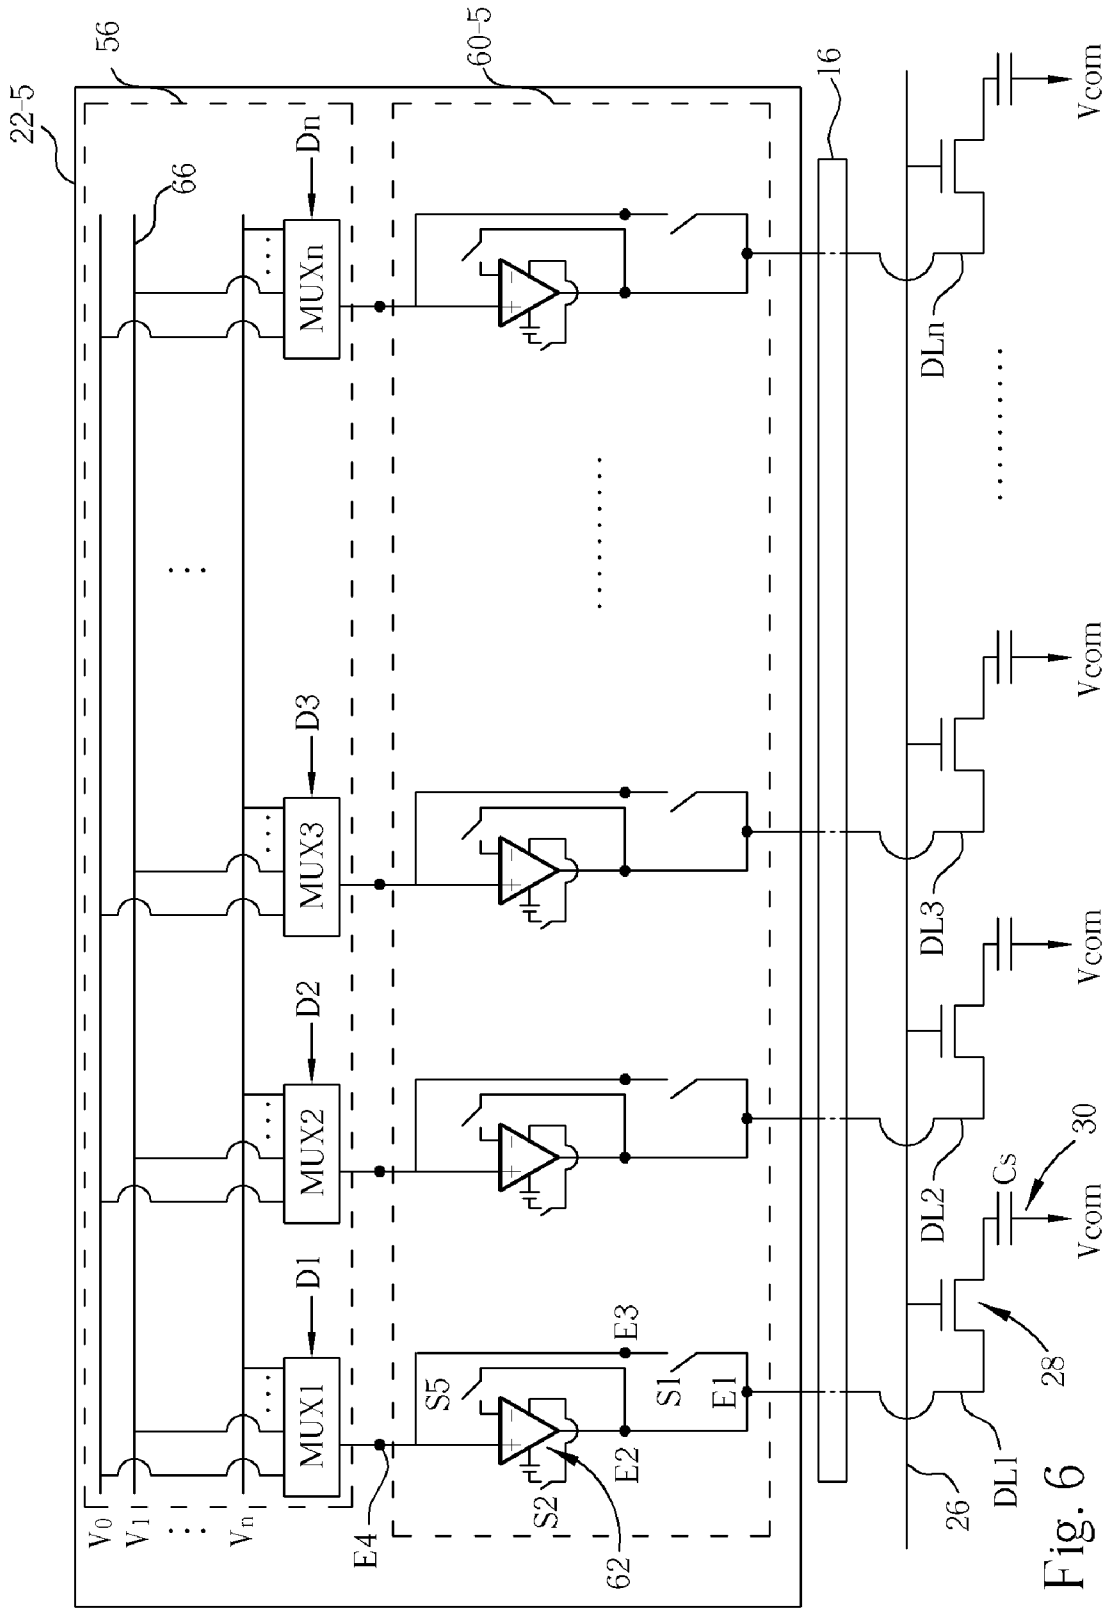 22-5
56
60-5
16
V0
V1
Vn
66
MUX1
D1
MUX2
D2
MUX3
D3
MUXn
Dn
E4
S5
S2
62
+
−
+
−
+
−
+
−
E2
E3
S1
E1
26
DL1
DL2
DL3
DLn
28
Cs
30
Vcom
Vcom
Vcom
Vcom
Fig. 6